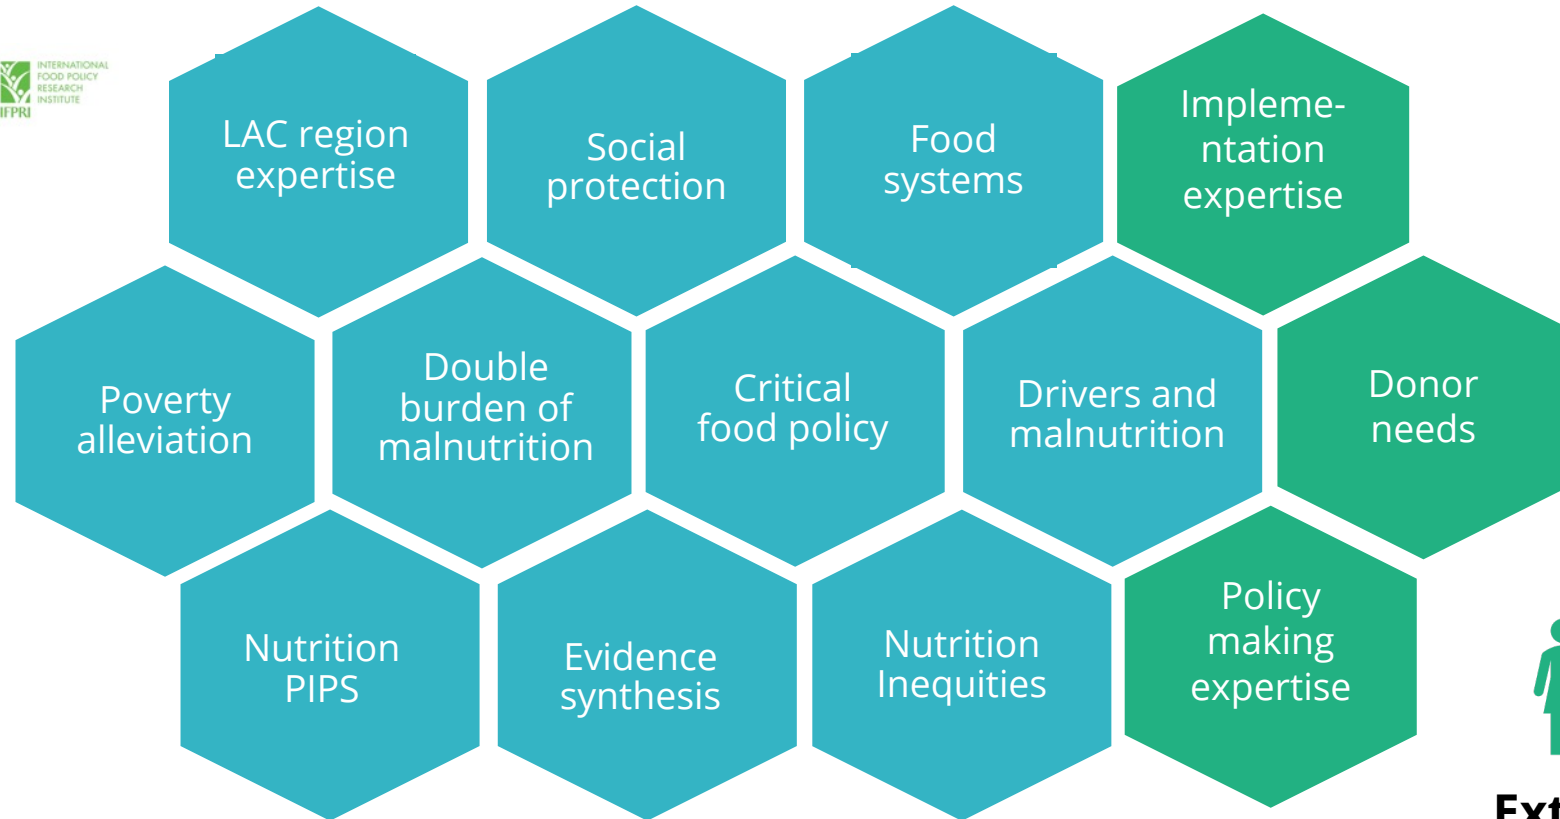 INTERNATIONAL
FOOD POLICY
RESEARCH
INSTITUTE
IFPRI
LAC region
expertise
Social
protection
Food
systems
Impleme-
ntation
expertise
Poverty
alleviation
Double
burden of
malnutrition
Critical
food policy
Drivers and
malnutrition
Donor
needs
Nutrition
PIPS
Evidence
synthesis
Nutrition
Inequities
Policy
making
expertise